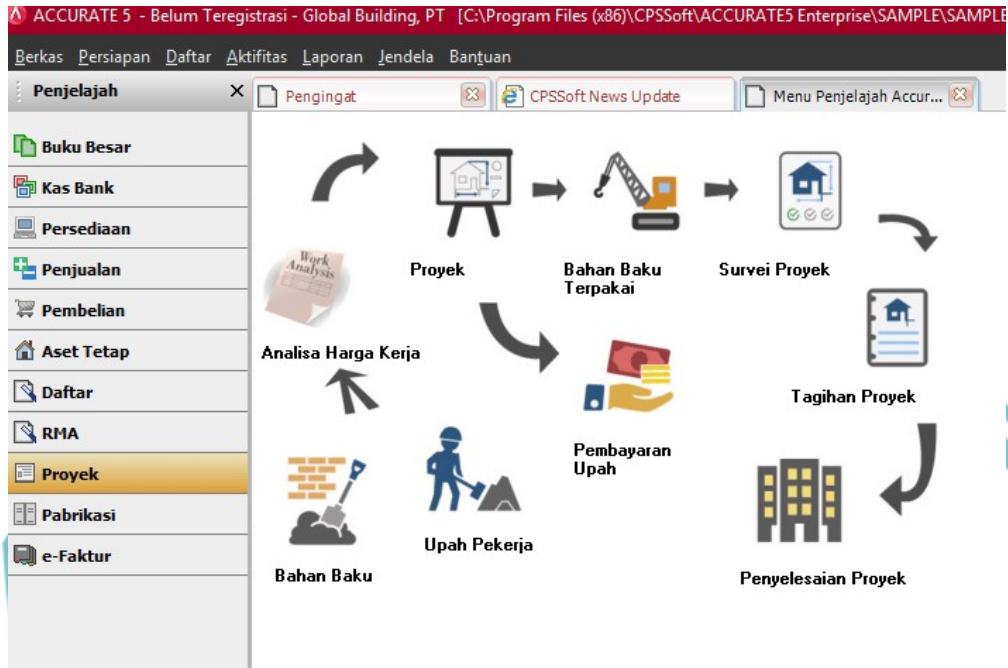 ACCURATE 5 - Belum Teregistrasi - Global Building, PT [C:\Program Files (x86)\CPSSoft\ACCURATE5 Enterprise\SAMPLE\SAMPLE
Berkas Persiapan Daftar Aktifitas Laporan Jendela Bantuan
Penjelajah X
Pengingat
CPSSoft News Update
Menu Penjelajah Accur...
Buku Besar
Kas Bank
Persediaan
Penjualan
Pembelian
Aset Tetap
Daftar
RMA
Proyek
Pabrikasi
e-Faktur
Work
Analysis
Analisa Harga Kerja
Proyek
Bahan Baku
Terpakai
Survei Proyek
Tagihan Proyek
Pembayaran
Upah
Upah Pekerja
Bahan Baku
Penyelesaian Proyek